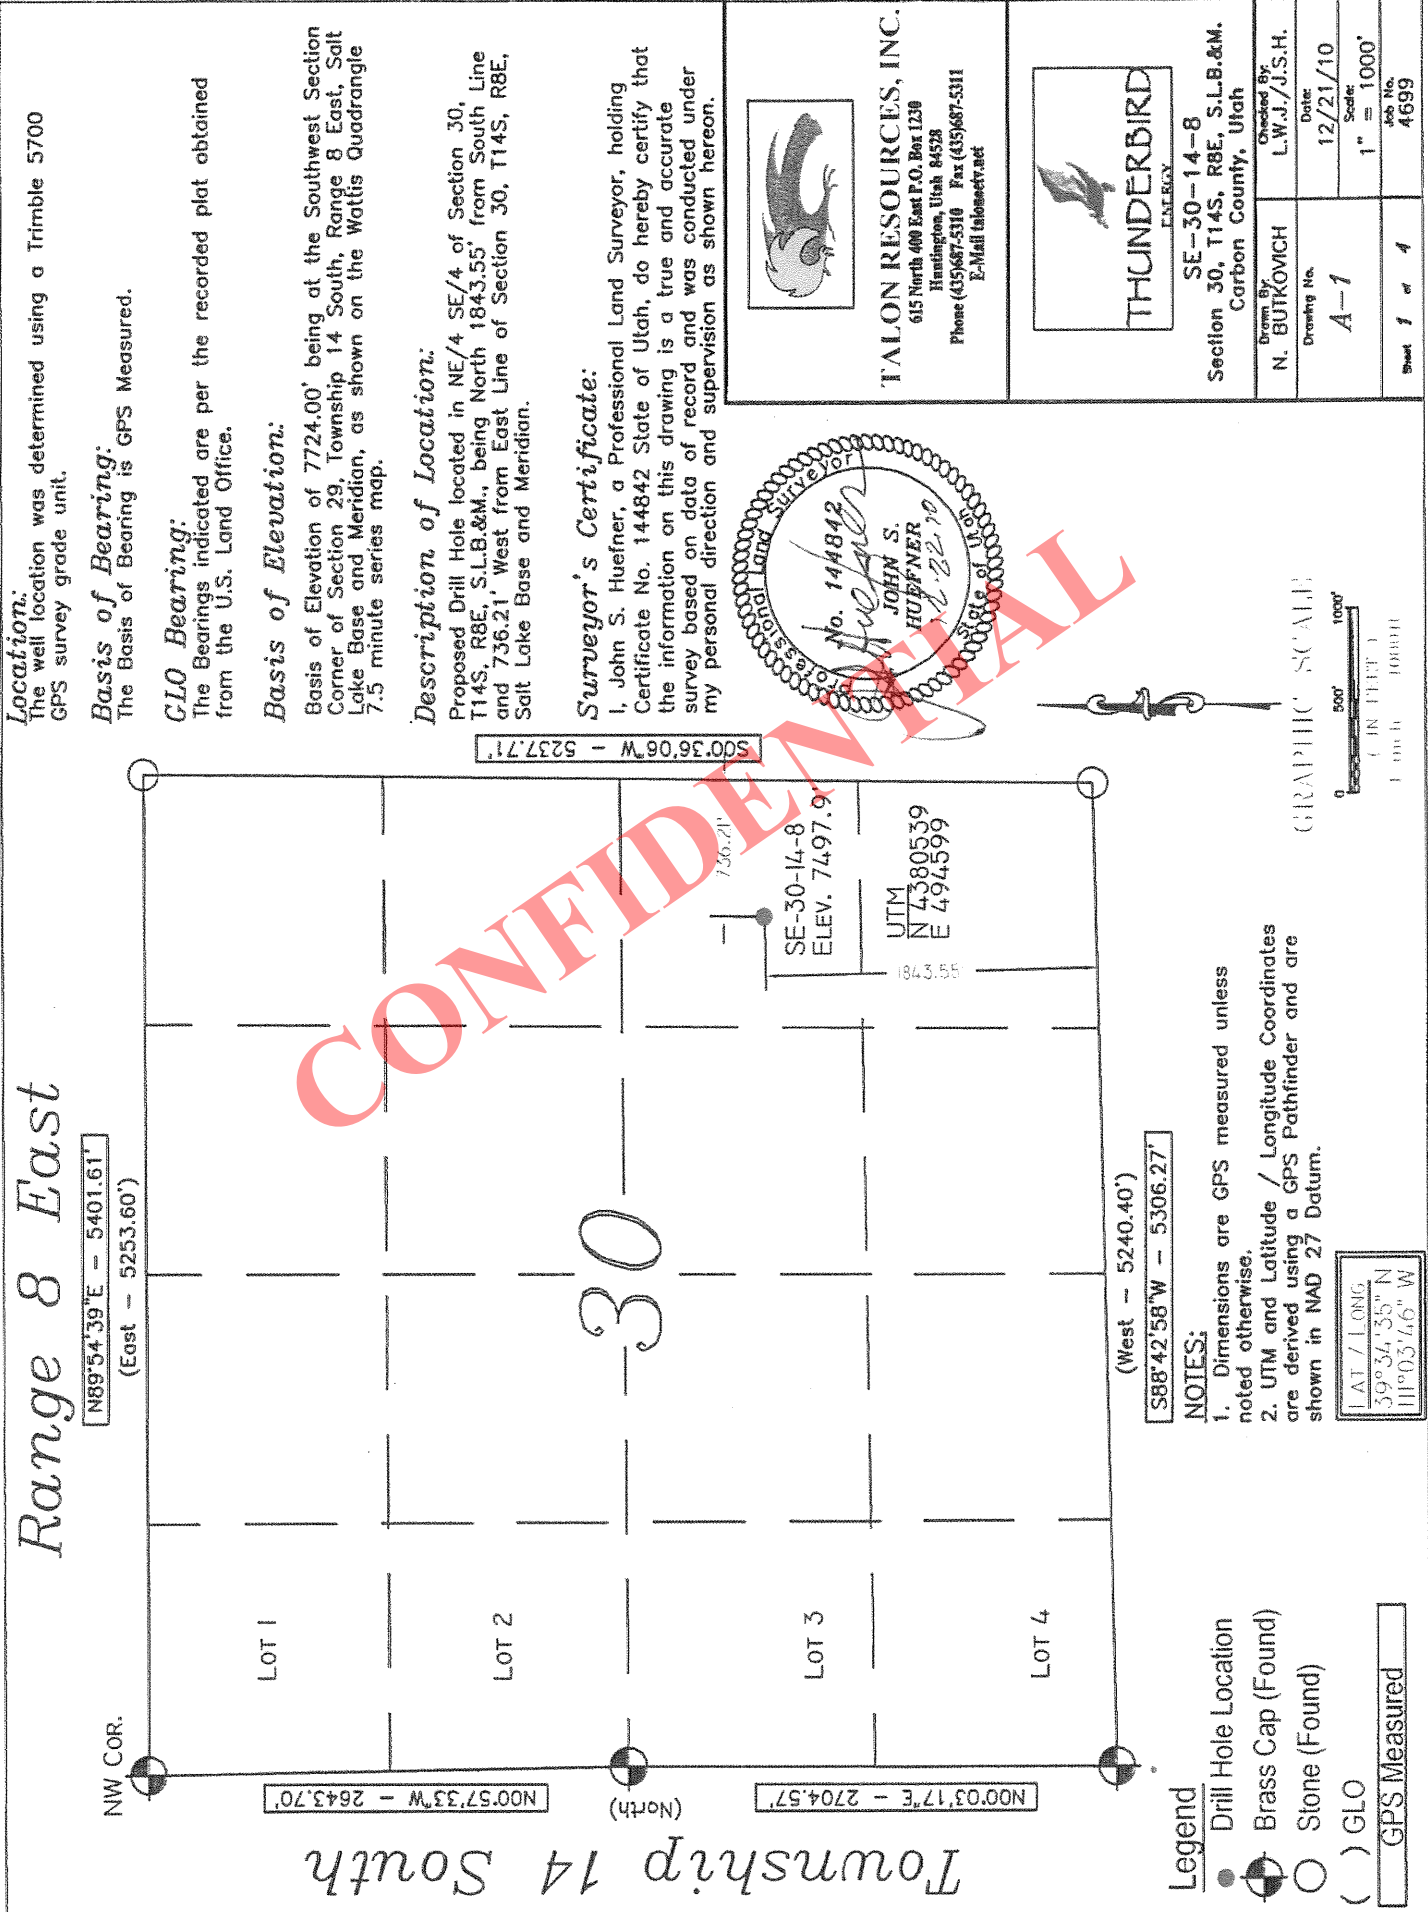 Range 8 East
Township 14 South
N89°54'39"E - 5401.61'
(East - 5253.60')
NW COR.
LOT 1
LOT 2
LOT 3
LOT 4
30
N00°57'33"W - 2643.70'
(North)
N00°03'17"E - 2704.57'
S00°36'06"W - 5237.71'
736.21'
SE-30-14-8
ELEV. 7497.9'
UTM
N 4380539
E 494599
1843.55'
(West - 5240.40')
S88°42'58"W - 5306.27'
CONFIDENTIAL
Location:
The well location was determined using a Trimble 5700
GPS survey grade unit.
Basis of Bearing:
The Basis of Bearing is GPS Measured.
GLO Bearing:
The Bearings indicated are per the recorded plat obtained
from the U.S. Land Office.
Basis of Elevation:
Basis of Elevation of 7724.00' being at the Southwest Section
Corner of Section 29, Township 14 South, Range 8 East, Salt
Lake Base and Meridian, as shown on the Wattis Quadrangle
7.5 minute series map.
Description of Location:
Proposed Drill Hole located in NE/4 SE/4 of Section 30,
T14S, R8E, S.L.B.&M., being North 1843.55' from South Line
and 736.21' West from East Line of Section 30, T14S, R8E,
Salt Lake Base and Meridian.
Surveyor's Certificate:
I, John S. Huefner, a Professional Land Surveyor, holding
Certificate No. 144842 State of Utah, do hereby certify that
the information on this drawing is a true and accurate
survey based on data of record and was conducted under
my personal direction and supervision as shown hereon.
Professional Land Surveyor
No. 144842
JOHN S.
HUEFNER
State of Utah
GRAPHIC SCALE
0 500' 1000'
( IN FEET )
1 inch 1000ft
Legend
Drill Hole Location
Brass Cap (Found)
Stone (Found)
( ) GLO
GPS Measured
NOTES:
1. Dimensions are GPS measured unless
noted otherwise.
2. UTM and Latitude / Longitude Coordinates
are derived using a GPS Pathfinder and are
shown in NAD 27 Datum.
LAT / LONG
39°34'35" N
111°03'46" W
TALON RESOURCES, INC.
615 North 400 East P.O. Box 1230
Huntington, Utah 84528
Phone (435)687-5310 Fax (435)687-5311
E-Mail talon@etv.net
THUNDERBIRD
ENERGY
SE-30-14-8
Section 30, T14S, R8E, S.L.B.&M.
Carbon County, Utah
Drawn By: N. BUTKOVICH
Checked By: L.W.J./J.S.H.
Drawing No. A-1
Date: 12/21/10
Scale: 1" = 1000'
Sheet 1 of 4
Job No. 4699